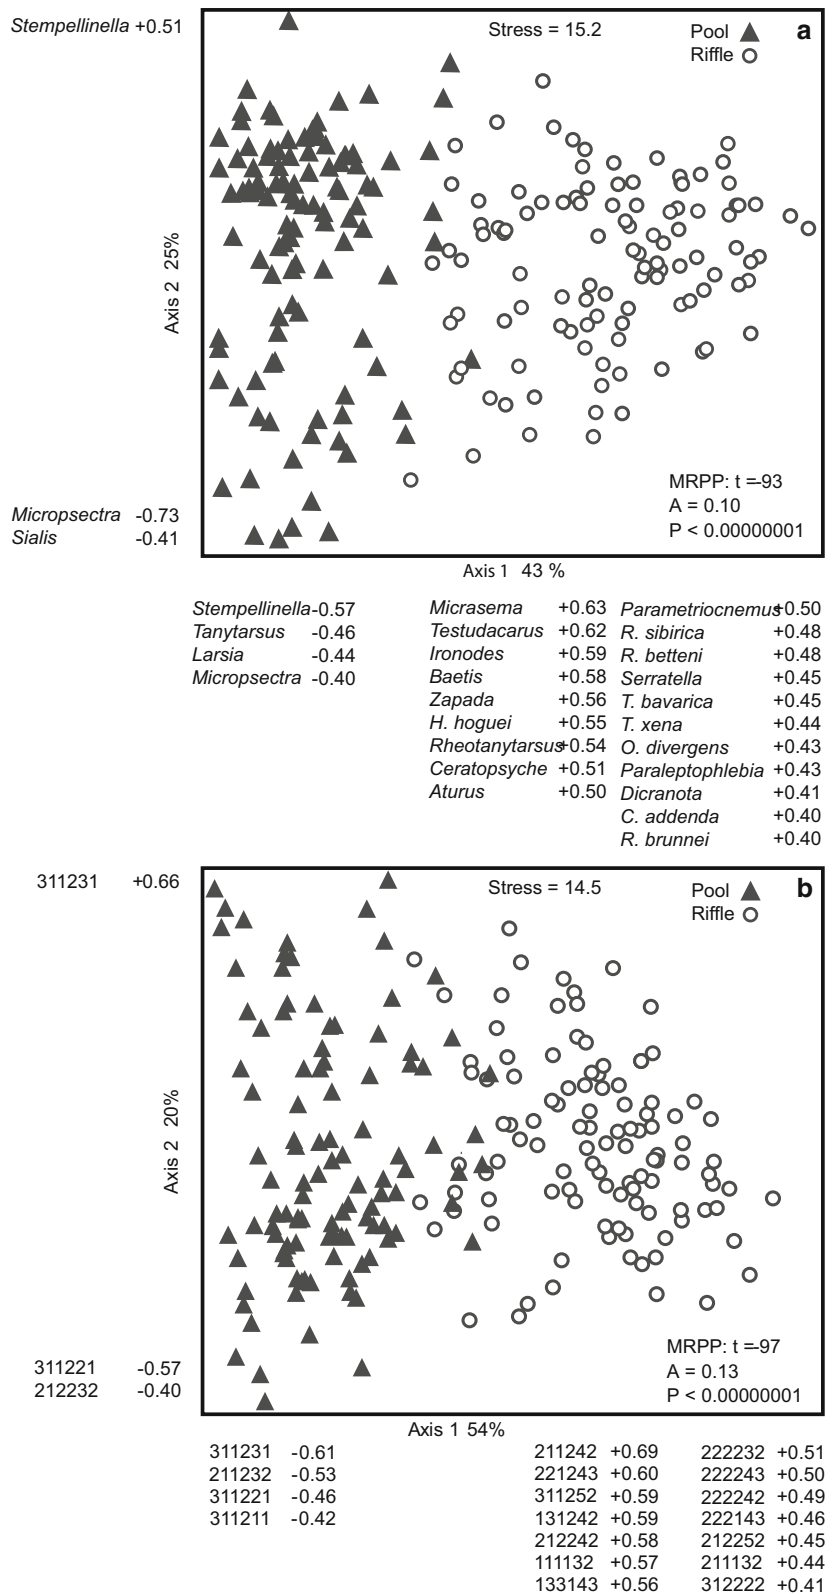 Stempellinella +0.51
Stress = 15.2
Pool
a
Riffle
Axis 2 25%
Micropsectra -0.73
Sialis -0.41
MRPP: t =-93
A = 0.10
P < 0.00000001
Axis 1 43 %
Stempellinella -0.57
Tanytarsus -0.46
Larsia -0.44
Micropsectra -0.40
Micrasema +0.63
Testudacarus +0.62
Ironodes +0.59
Baetis +0.58
Zapada +0.56
H. hoguei +0.55
Rheotanytarsus +0.54
Ceratopsyche +0.51
Aturus +0.50
Parametriocnemus +0.50
R. sibirica +0.48
R. betteni +0.48
Serratella +0.45
T. bavarica +0.45
T. xena +0.44
O. divergens +0.43
Paraleptophlebia +0.43
Dicranota +0.41
C. addenda +0.40
R. brunnei +0.40
311231 +0.66
Stress = 14.5
Pool
b
Riffle
Axis 2 20%
311221 -0.57
212232 -0.40
MRPP: t =-97
A = 0.13
P < 0.00000001
Axis 1 54%
311231 -0.61
211232 -0.53
311221 -0.46
311211 -0.42
211242 +0.69
221243 +0.60
311252 +0.59
131242 +0.59
212242 +0.58
111132 +0.57
133143 +0.56
222232 +0.51
222243 +0.50
222242 +0.49
222143 +0.46
212252 +0.45
211132 +0.44
312222 +0.41